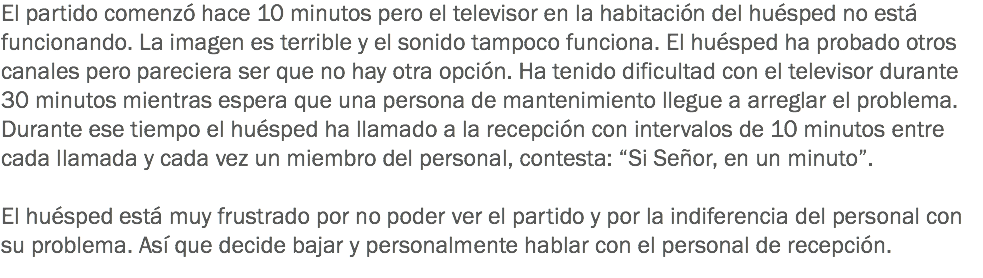 El partido comenzó hace 10 minutos pero el televisor en la habitación del huésped no está
funcionando. La imagen es terrible y el sonido tampoco funciona. El huésped ha probado otros
canales pero pareciera ser que no hay otra opción. Ha tenido dificultad con el televisor durante
30 minutos mientras espera que una persona de mantenimiento llegue a arreglar el problema.
Durante ese tiempo el huésped ha llamado a la recepción con intervalos de 10 minutos entre
cada llamada y cada vez un miembro del personal, contesta: “Si Señor, en un minuto”.
El huésped está muy frustrado por no poder ver el partido y por la indiferencia del personal con
su problema. Así que decide bajar y personalmente hablar con el personal de recepción.